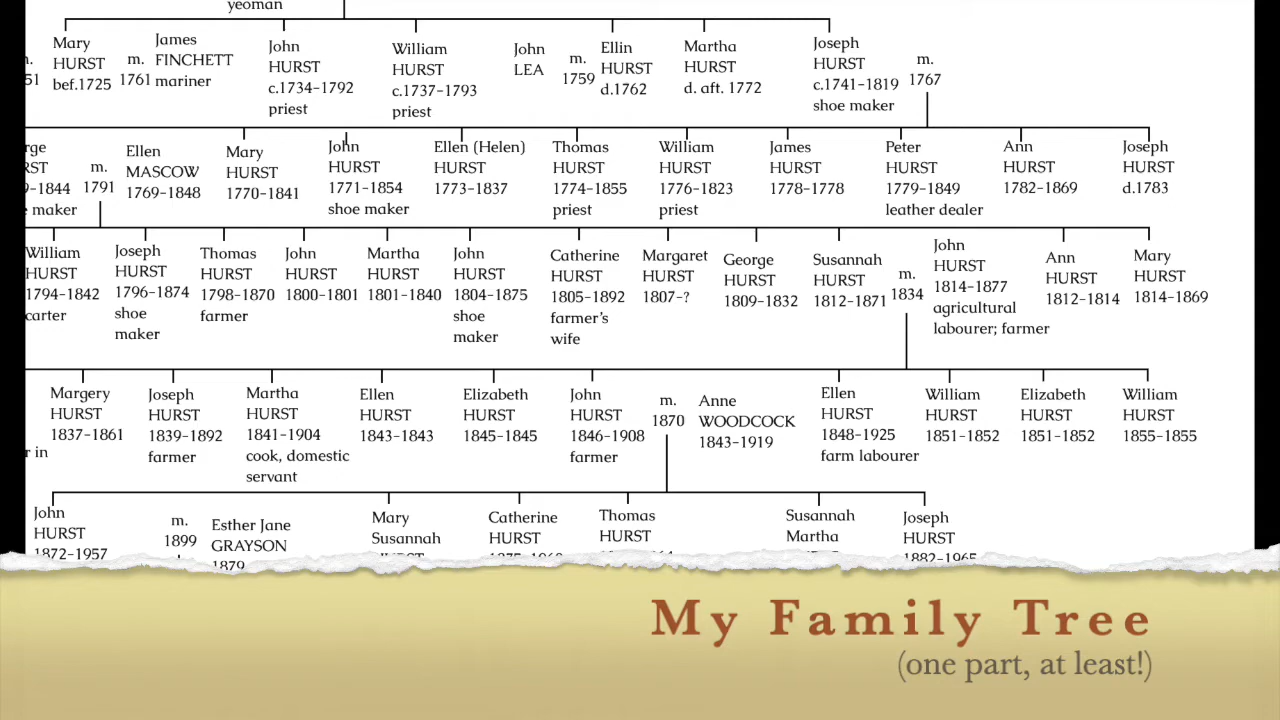 yeoman
Mary
HURST
bef.1725
m.
1761
James
FINCHETT
mariner
John
HURST
c.1734-1792
priest
William
HURST
c.1737-1793
priest
John
LEA
m.
1759
Ellin
HURST
d.1762
Martha
HURST
d. aft. 1772
Joseph
HURST
c.1741-1819
shoe maker
m.
1767
m.
1791
Ellen
MASCOW
1769-1848
Mary
HURST
1770-1841
John
HURST
1771-1854
shoe maker
Ellen (Helen)
HURST
1773-1837
Thomas
HURST
1774-1855
priest
William
HURST
1776-1823
priest
James
HURST
1778-1778
Peter
HURST
1779-1849
leather dealer
Ann
HURST
1782-1869
Joseph
HURST
d.1783
William
HURST
1794-1842
carter
Joseph
HURST
1796-1874
shoe
maker
Thomas
HURST
1798-1870
farmer
John
HURST
1800-1801
Martha
HURST
1801-1840
John
HURST
1804-1875
shoe
maker
Catherine
HURST
1805-1892
farmer's
wife
Margaret
HURST
1807-?
George
HURST
1809-1832
Susannah
HURST
1812-1871
m.
1834
John
HURST
1814-1877
agricultural
labourer; farmer
Ann
HURST
1812-1814
Mary
HURST
1814-1869
Margery
HURST
1837-1861
Joseph
HURST
1839-1892
farmer
Martha
HURST
1841-1904
cook, domestic
servant
Ellen
HURST
1843-1843
Elizabeth
HURST
1845-1845
John
HURST
1846-1908
farmer
m.
1870
Anne
WOODCOCK
1843-1919
Ellen
HURST
1848-1925
farm labourer
William
HURST
1851-1852
Elizabeth
HURST
1851-1852
William
HURST
1855-1855
John
HURST
1872-1957
m.
1899
Esther Jane
GRAYSON
1879
Mary
Susannah
Catherine
HURST
Thomas
HURST
Susannah
Martha
Joseph
HURST
1882-1965
My Family Tree
(one part, at least!)